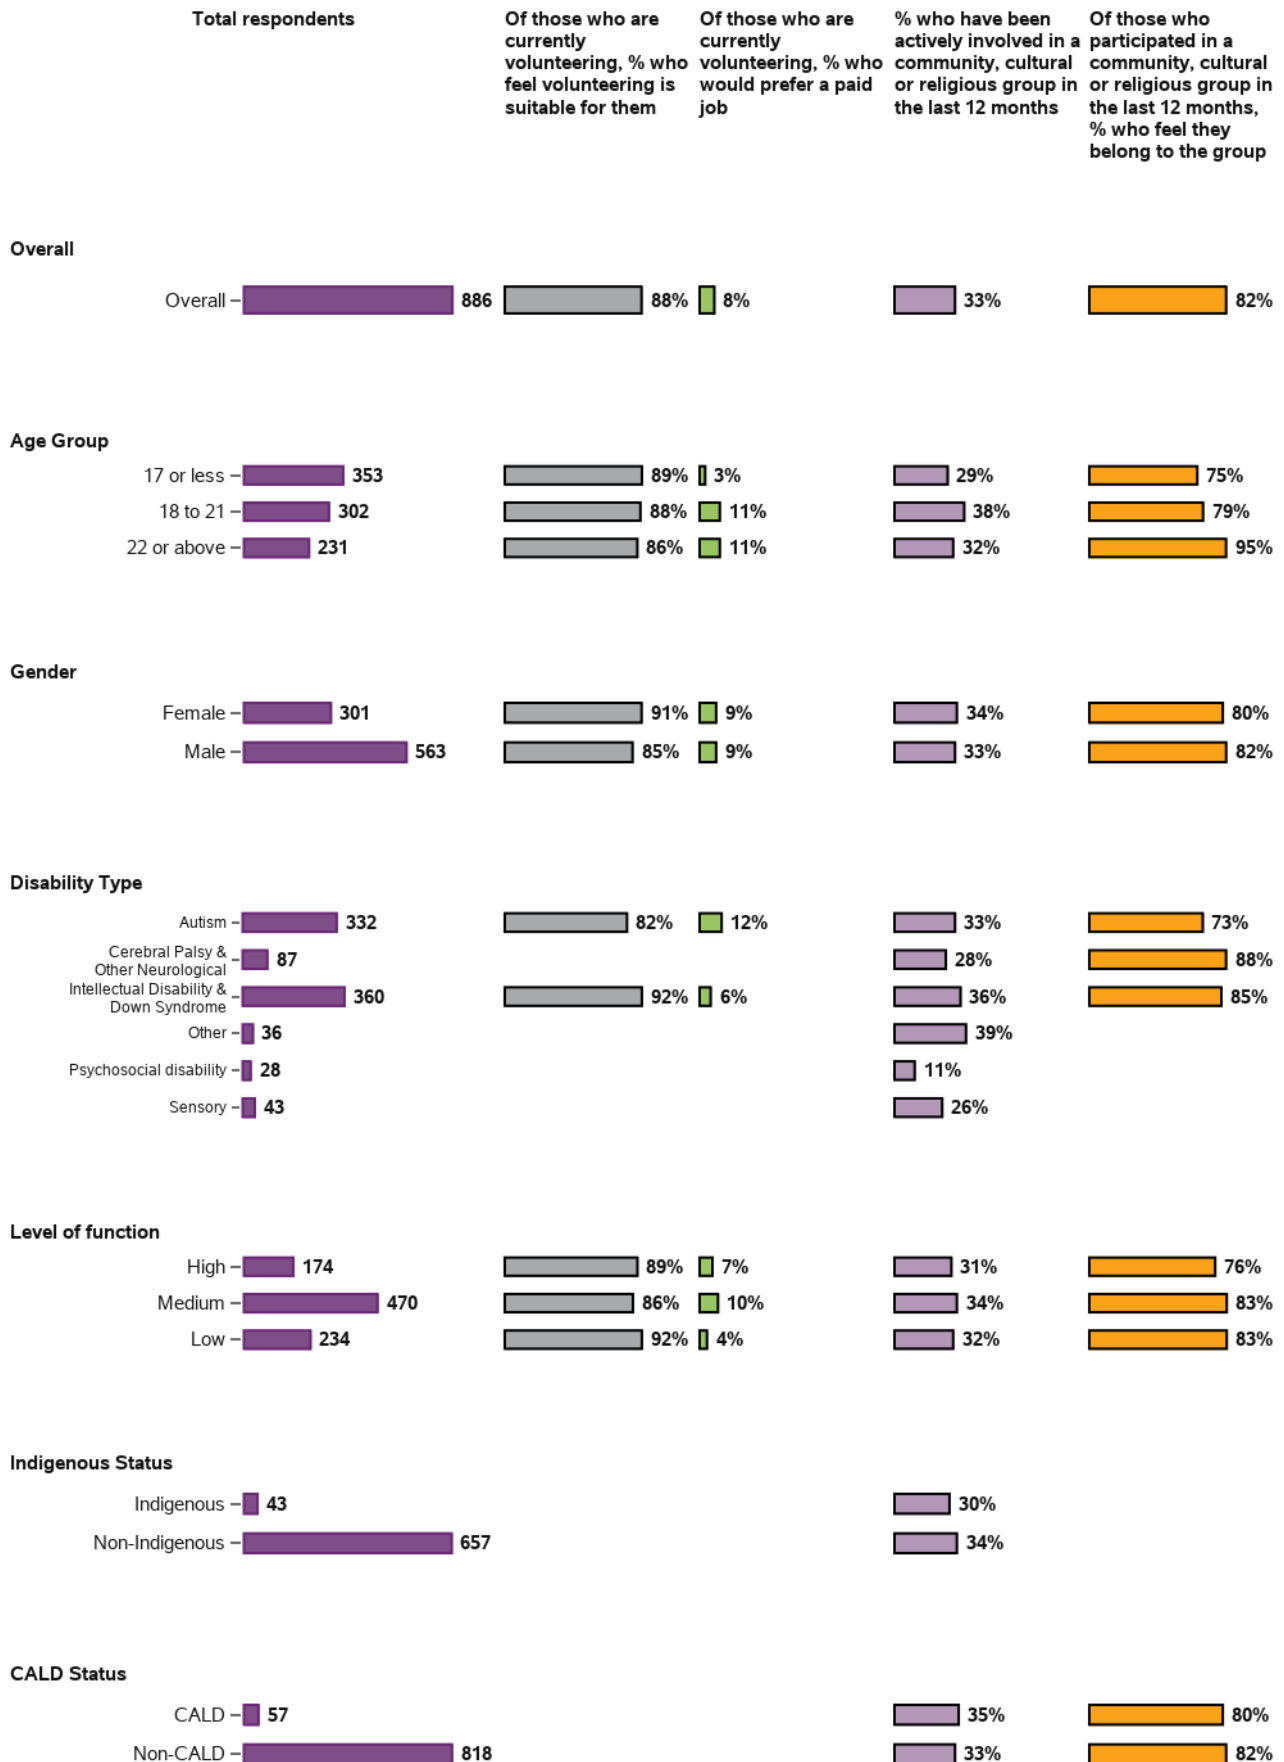 Total respondents
Of those who are
currently
volunteering, % who
feel volunteering is
suitable for them
Of those who are
currently
volunteering, % who
would prefer a paid
job
% who have been
actively involved in a
community, cultural
or religious group in
the last 12 months
Of those who
participated in a
community, cultural
or religious group in
the last 12 months,
% who feel they
belong to the group
Overall
Overall 886 88% 8% 33% 82%
Age Group
17 or less 353 89% 3% 29% 75%
18 to 21 302 88% 11% 38% 79%
22 or above 231 86% 11% 32% 95%
Gender
Female 301 91% 9% 34% 80%
Male 563 85% 9% 33% 82%
Disability Type
Autism 332 82% 12% 33% 73%
Cerebral Palsy &
Other Neurological 87 28% 88%
Intellectual Disability &
Down Syndrome 360 92% 6% 36% 85%
Other 36 39%
Psychosocial disability 28 11%
Sensory 43 26%
Level of function
High 174 89% 7% 31% 76%
Medium 470 86% 10% 34% 83%
Low 234 92% 4% 32% 83%
Indigenous Status
Indigenous 43 30%
Non-Indigenous 657 34%
CALD Status
CALD 57 35% 80%
Non-CALD 818 33% 82%